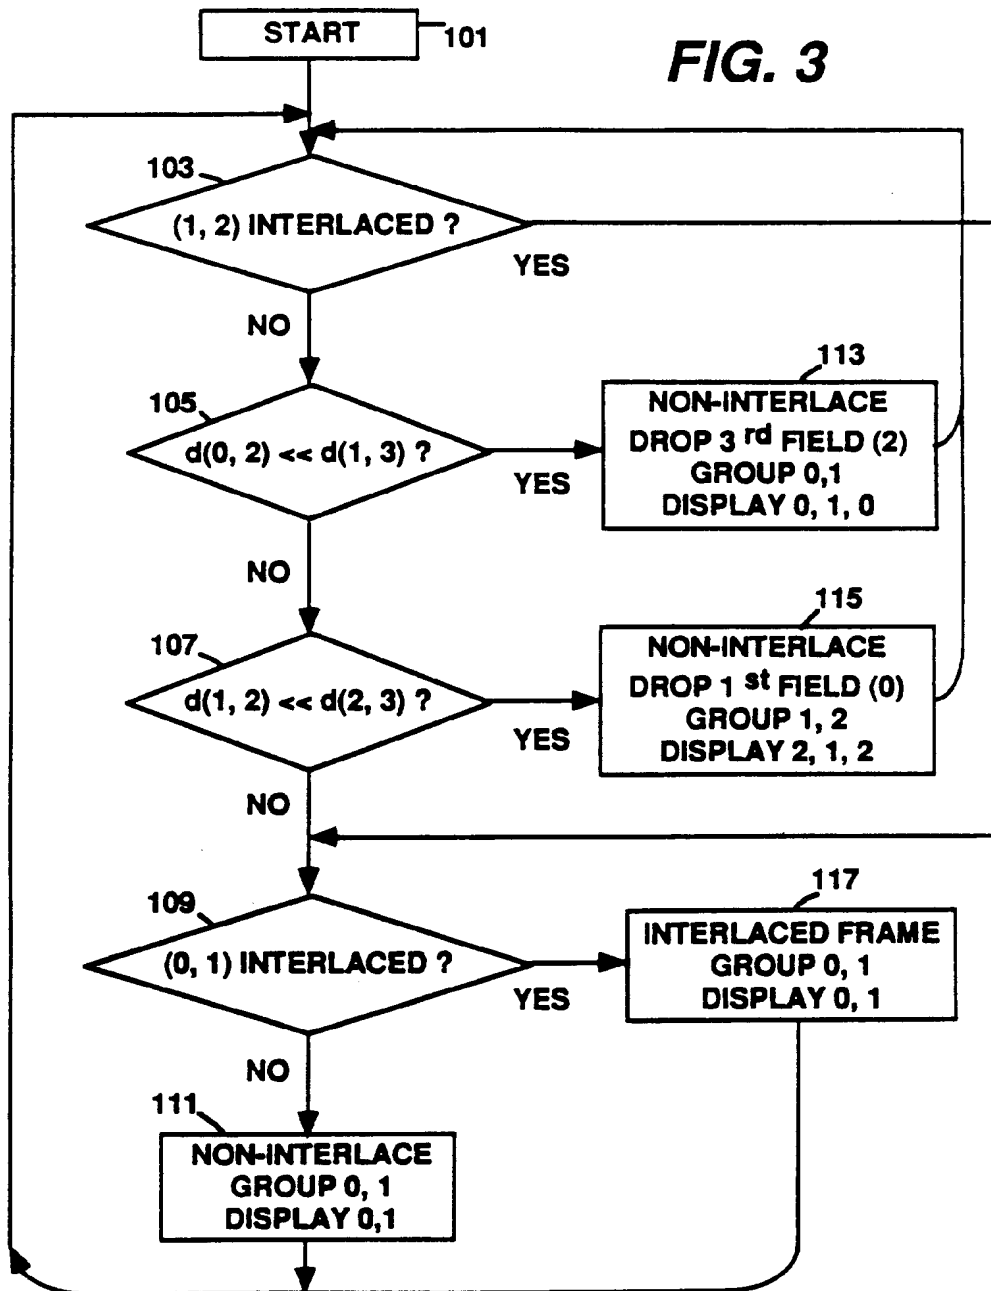 START
101
FIG. 3
103
(1, 2) INTERLACED ?
YES
NO
105
d(0, 2) << d(1, 3) ?
YES
113
NON-INTERLACE
DROP 3 rd FIELD (2)
GROUP 0,1
DISPLAY 0, 1, 0
NO
107
d(1, 2) << d(2, 3) ?
YES
115
NON-INTERLACE
DROP 1 st FIELD (0)
GROUP 1, 2
DISPLAY 2, 1, 2
NO
109
(0, 1) INTERLACED ?
YES
117
INTERLACED FRAME
GROUP 0, 1
DISPLAY 0, 1
NO
111
NON-INTERLACE
GROUP 0, 1
DISPLAY 0,1